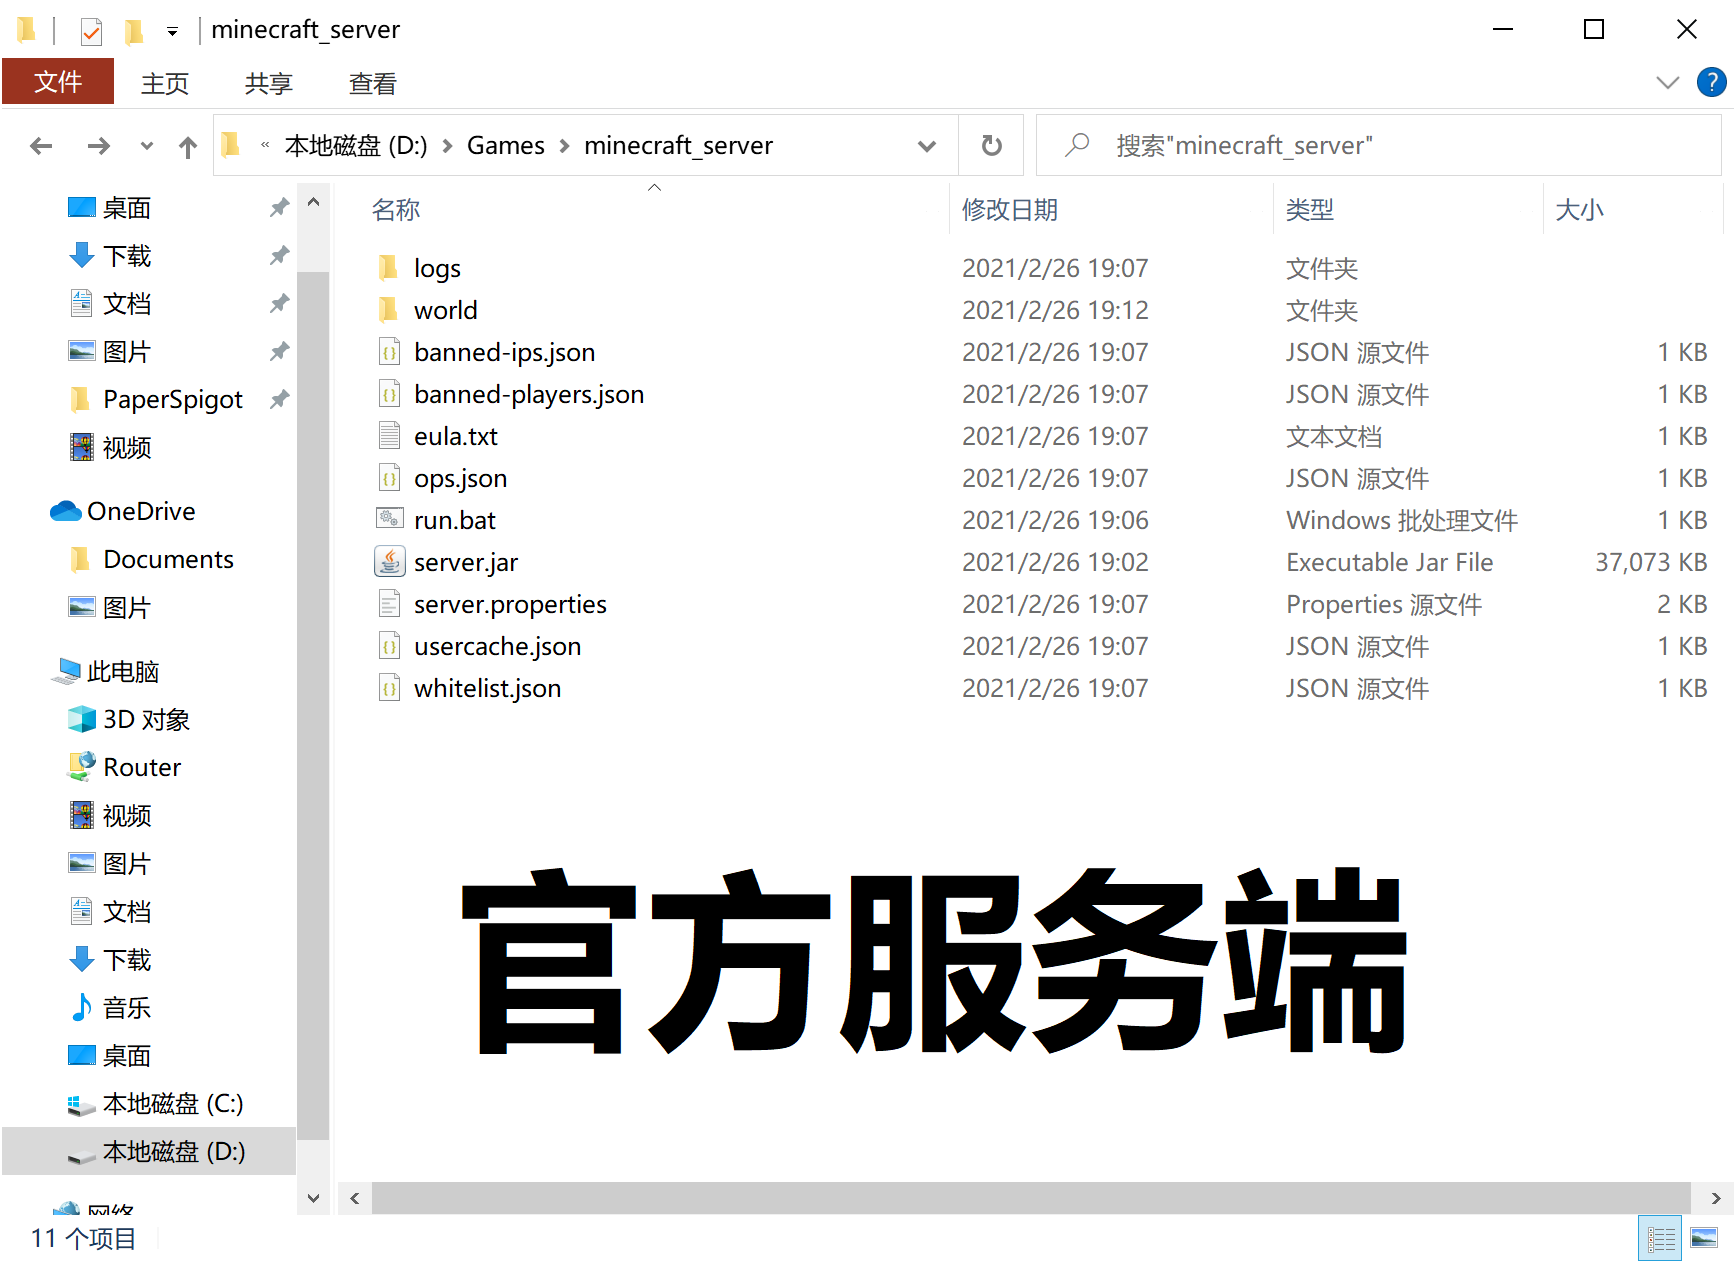 minecraft_server
文件 主页 共享 查看
« 本地磁盘 (D:) > Games > minecraft_server
搜索"minecraft_server"
桌面
下载
文档
图片
PaperSpigot
视频
OneDrive
Documents
图片
此电脑
3D 对象
Router
视频
图片
文档
下载
音乐
桌面
本地磁盘 (C:)
本地磁盘 (D:)
网络
名称 修改日期 类型 大小
logs 2021/2/26 19:07 文件夹
world 2021/2/26 19:12 文件夹
banned-ips.json 2021/2/26 19:07 JSON 源文件 1 KB
banned-players.json 2021/2/26 19:07 JSON 源文件 1 KB
eula.txt 2021/2/26 19:07 文本文档 1 KB
ops.json 2021/2/26 19:07 JSON 源文件 1 KB
run.bat 2021/2/26 19:06 Windows 批处理文件 1 KB
server.jar 2021/2/26 19:02 Executable Jar File 37,073 KB
server.properties 2021/2/26 19:07 Properties 源文件 2 KB
usercache.json 2021/2/26 19:07 JSON 源文件 1 KB
whitelist.json 2021/2/26 19:07 JSON 源文件 1 KB
官方服务端
11 个项目